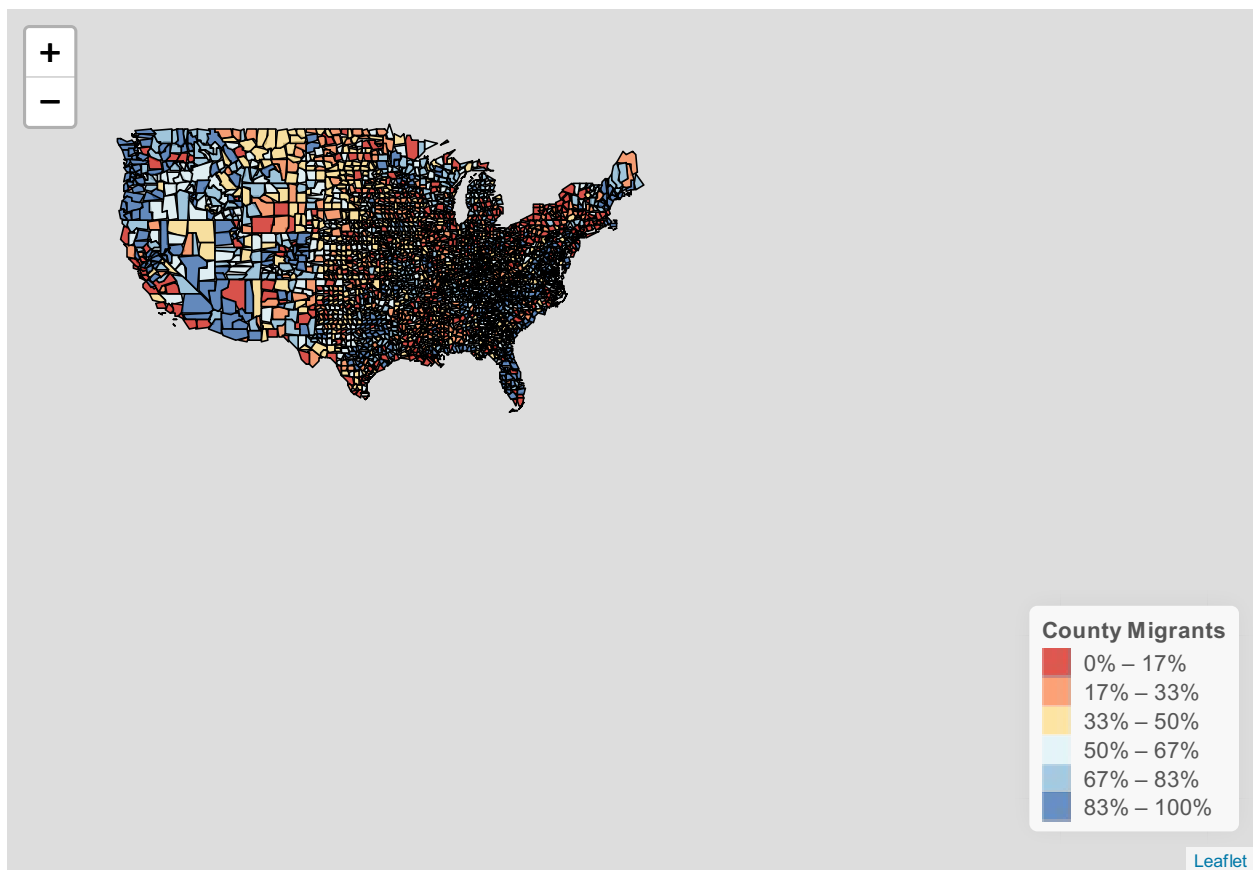 +
−
County Migrants
0% – 17%
17% – 33%
33% – 50%
50% – 67%
67% – 83%
83% – 100%
Leaflet